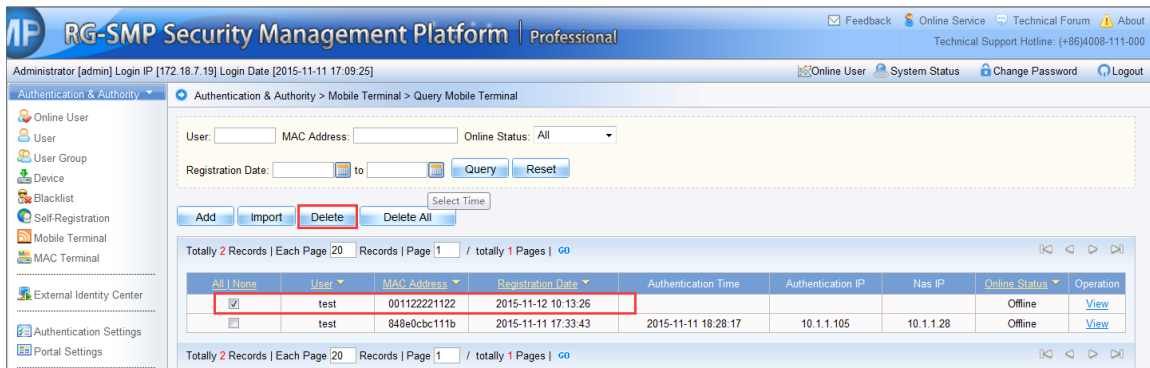 MP RG-SMP Security Management Platform | Professional
Feedback Online Service Technical Forum About
Technical Support Hotline: (+86)4008-111-000
Administrator [admin] Login IP [172.18.7.19] Login Date [2015-11-11 17:09:25]
Online User System Status Change Password Logout
Authentication & Authority
Authentication & Authority > Mobile Terminal > Query Mobile Terminal
Online User
User
User Group
Device
Blacklist
Self-Registration
Mobile Terminal
MAC Terminal
External Identity Center
Authentication Settings
Portal Settings
User: MAC Address: Online Status: All
Registration Date: to Query Reset
Select Time
Add Import Delete Delete All
Totally 2 Records | Each Page 20 Records | Page 1 / totally 1 Pages | GO
All | None User MAC Address Registration Date Authentication Time Authentication IP Nas IP Online Status Operation
test 001122221122 2015-11-12 10:13:26 Offline View
test 848e0cbc111b 2015-11-11 17:33:43 2015-11-11 18:28:17 10.1.1.105 10.1.1.28 Offline View
Totally 2 Records | Each Page 20 Records | Page 1 / totally 1 Pages | GO